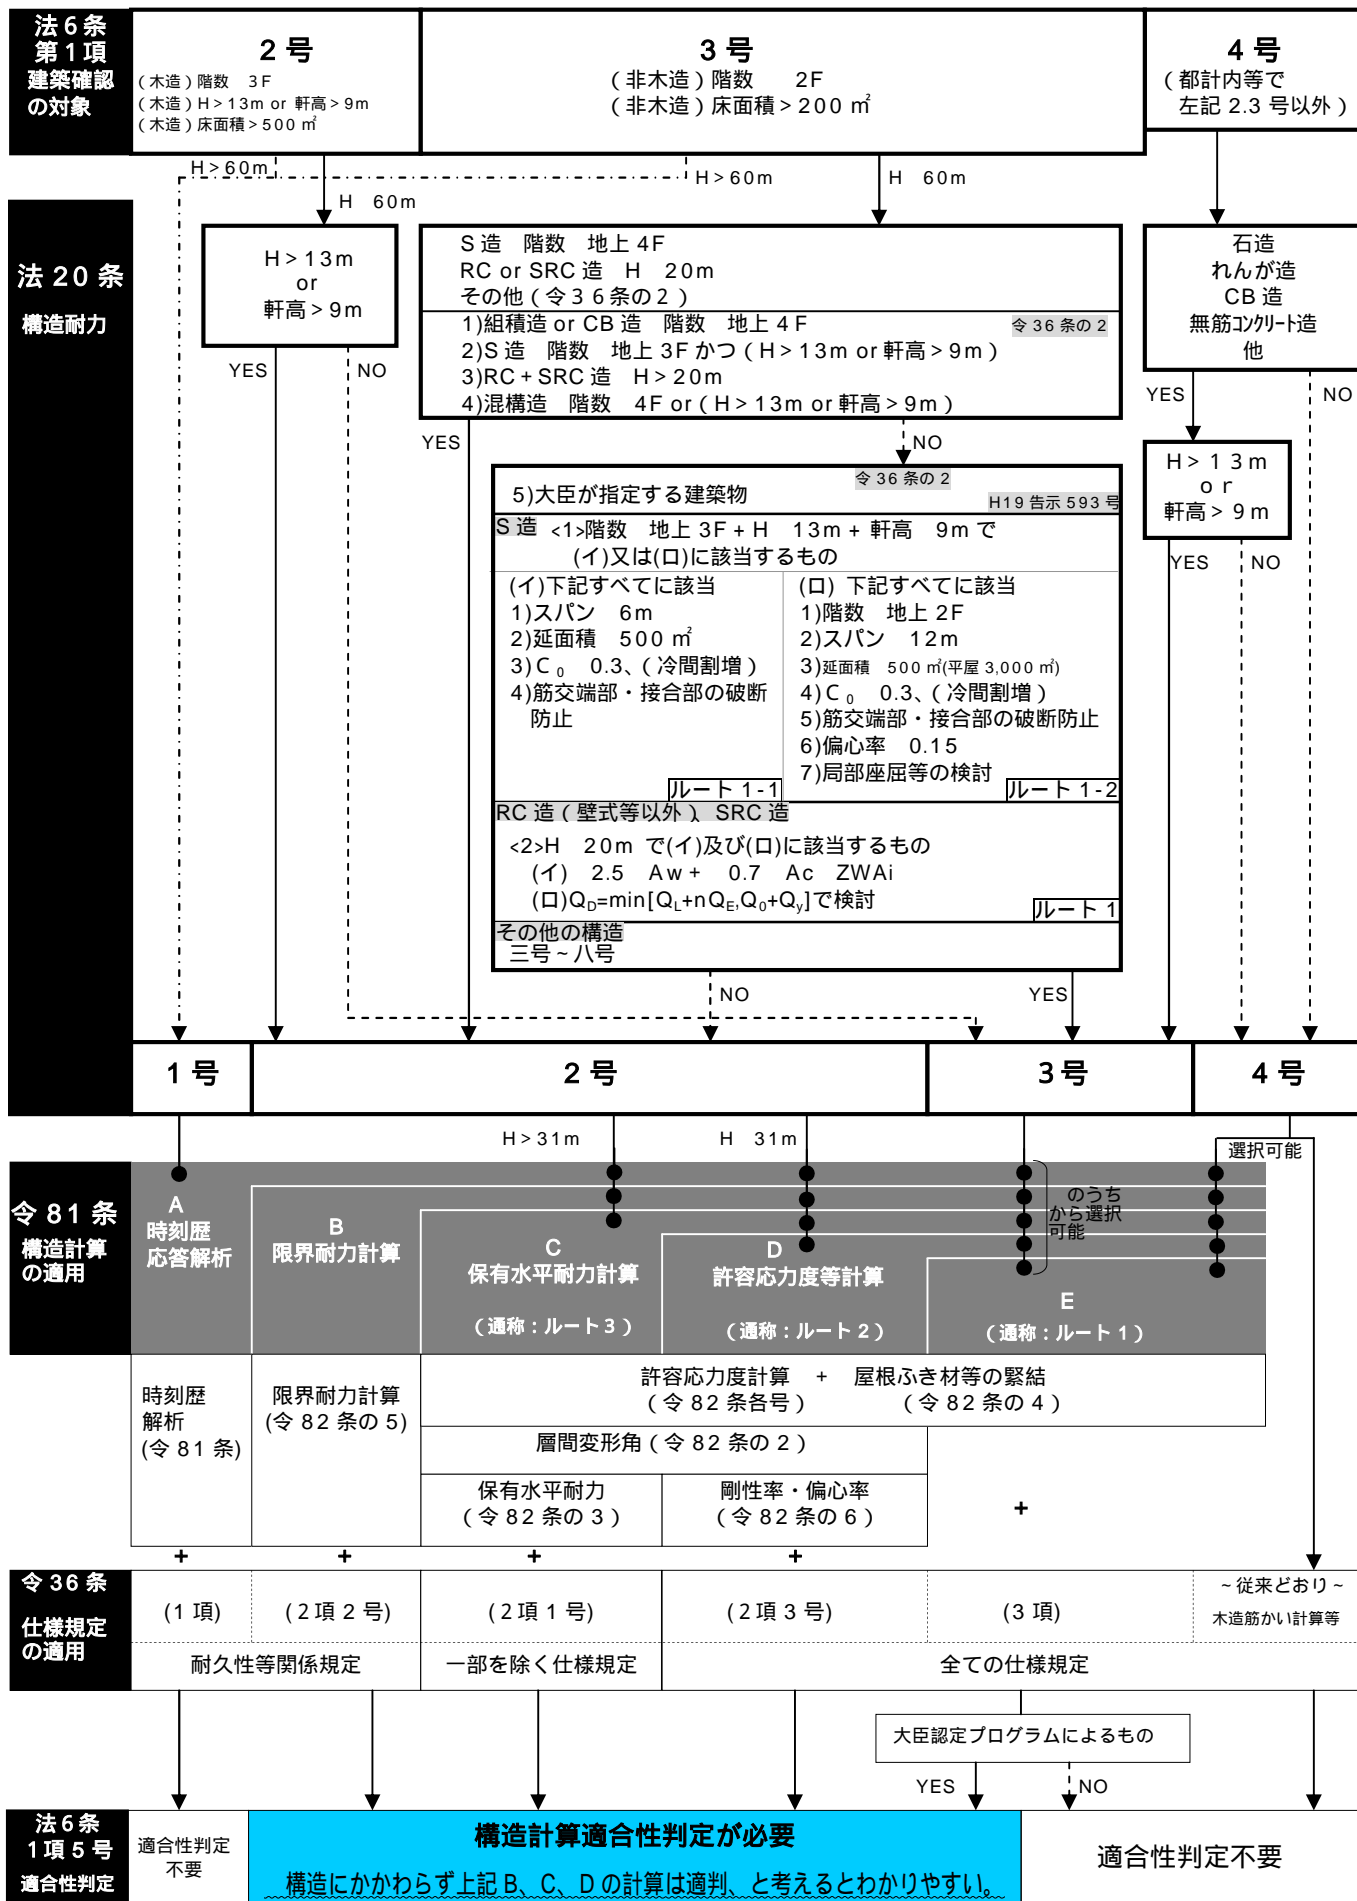 法6条
第1項
建築確認
の対象
2号
(木造)階数 3F
(木造)H>13m or 軒高>9m
(木造)床面積>500㎡
3号
(非木造)階数 2F
(非木造)床面積>200㎡
4号
(都計内等で
左記2.3号以外)
H>60m
H>60m
H 60m
H 60m
法20条
構造耐力
H>13m
or
軒高>9m
YES
NO
S造 階数 地上4F
RC or SRC造 H 20m
その他(令36条の2)
1)組積造 or CB造 階数 地上4F
令36条の2
2)S造 階数 地上3Fかつ(H>13m or 軒高>9m)
3)RC+SRC造 H>20m
4)混構造 階数 4F or(H>13m or 軒高>9m)
YES
NO
石造
れんが造
CB造
無筋コンクリート造
他
YES
NO
H>13m
or
軒高>9m
YES
NO
5)大臣が指定する建築物
令36条の2
H19告示593号
S造 <1>階数 地上3F+H 13m+軒高 9mで
(イ)又は(ロ)に該当するもの
(イ)下記すべてに該当
1)スパン 6m
2)延面積 500㎡
3)C0 0.3、(冷間割増)
4)筋交端部・接合部の破断
防止
ルート1-1
(ロ) 下記すべてに該当
1)階数 地上2F
2)スパン 12m
3)延面積 500㎡(平屋3,000㎡)
4)C0 0.3、(冷間割増)
5)筋交端部・接合部の破断防止
6)偏心率 0.15
7)局部座屈等の検討
ルート1-2
RC造(壁式等以外)、SRC造
<2>H 20m で(イ)及び(ロ)に該当するもの
(イ) 2.5 Aw+ 0.7 Ac ZWAi
(ロ)QD=min[QL+nQE,Q0+Qy]で検討
ルート1
その他の構造
三号~八号
NO
YES
1号
2号
3号
4号
H>31m
H 31m
選択可能
令81条
構造計算
の適用
A
時刻歴
応答解析
B
限界耐力計算
C
保有水平耐力計算
(通称:ルート3)
D
許容応力度等計算
(通称:ルート2)
のうち
から選択
可能
E
(通称:ルート1)
時刻歴
解析
(令81条)
限界耐力計算
(令82条の5)
許容応力度計算 + 屋根ふき材等の緊結
(令82条各号) (令82条の4)
層間変形角(令82条の2)
保有水平耐力
(令82条の3)
剛性率・偏心率
(令82条の6)
+
+
+
+
+
令36条
仕様規定
の適用
(1項)
(2項2号)
(2項1号)
(2項3号)
(3項)
~従来どおり~
木造筋かい計算等
耐久性等関係規定
一部を除く仕様規定
全ての仕様規定
大臣認定プログラムによるもの
YES
NO
法6条
1項5号
適合性判定
適合性判定
不要
構造計算適合性判定が必要
構造にかかわらず上記B、C、Dの計算は適判、と考えるとわかりやすい。
適合性判定不要